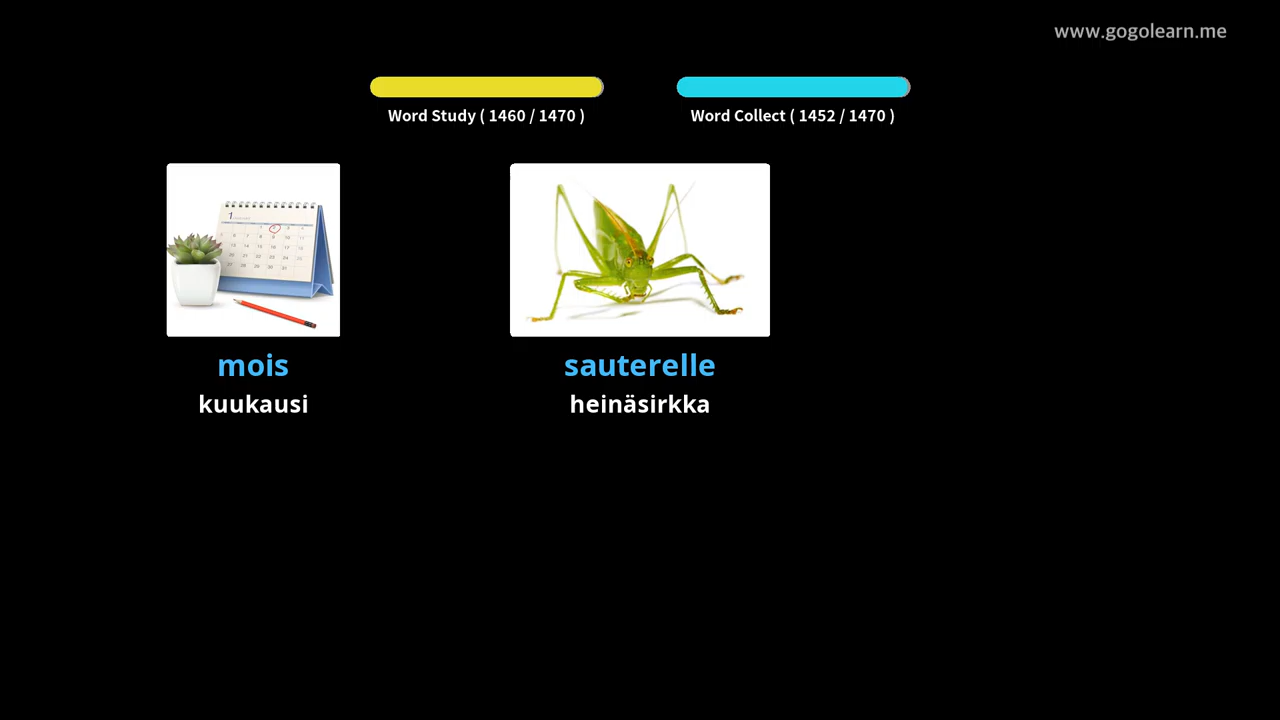 www.gogolearn.me
Word Study ( 1460 / 1470 )
Word Collect ( 1452 / 1470 )
mois
kuukausi
sauterelle
heinäsirkka